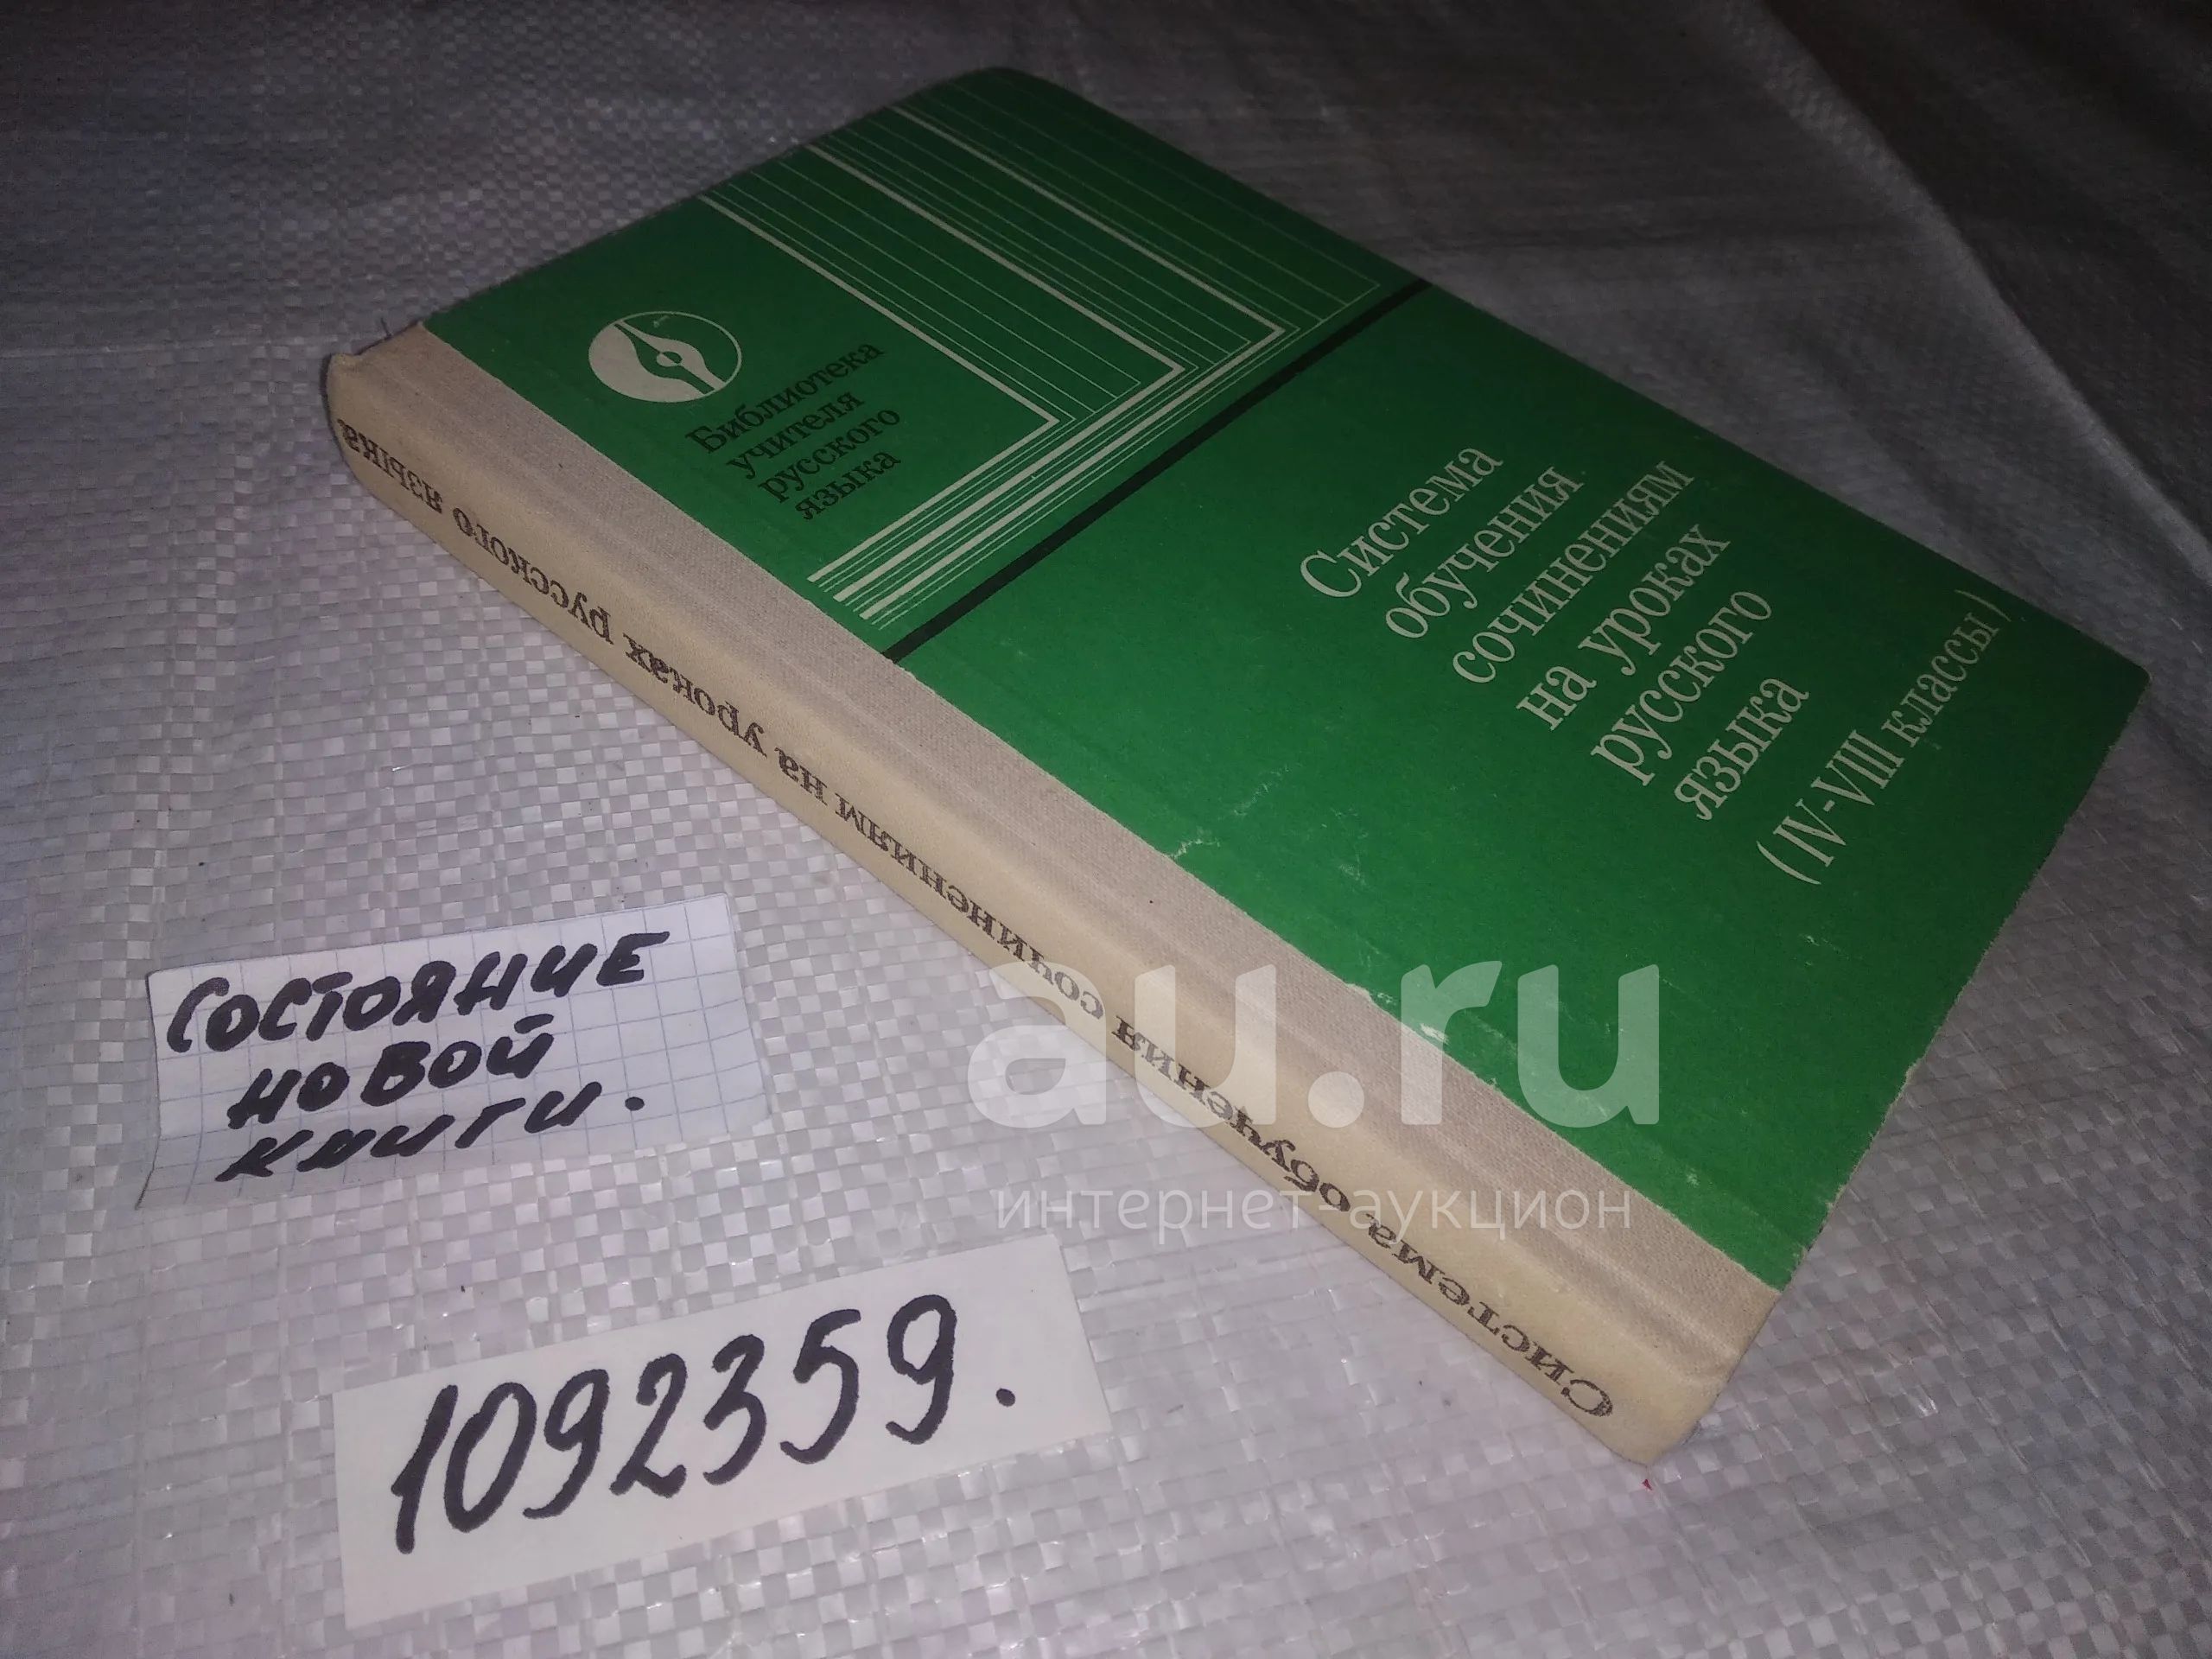 Библиотека
учителя
русского
языка
Система
обучения
сочинениям
на уроках
русского
языка
(IV-VIII классы)
Система обучения сочинениям на уроках русского языка
СОСТОЯНИЕ
НОВОЙ
КНИГИ.
1092359.
au.ru
интернет-аукцион